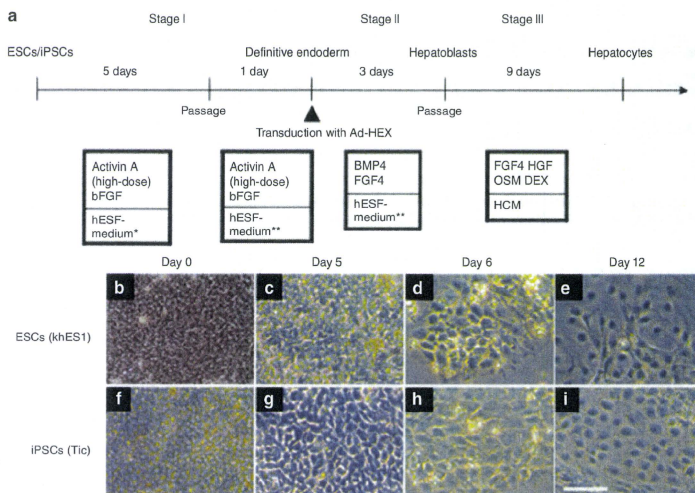 a
Stage I
Stage II
Stage III
ESCs/iPSCs
Definitive endoderm
Hepatoblasts
Hepatocytes
5 days
1 day
3 days
9 days
Passage
Passage
Transduction with Ad-HEX
Activin A
(high-dose)
bFGF
hESF-
medium*
Activin A
(high-dose)
bFGF
hESF-
medium**
BMP4
FGF4
hESF-
medium**
FGF4 HGF
OSM DEX
HCM
Day 0
Day 5
Day 6
Day 12
ESCs (khES1)
b
c
d
e
iPSCs (Tic)
f
g
h
i